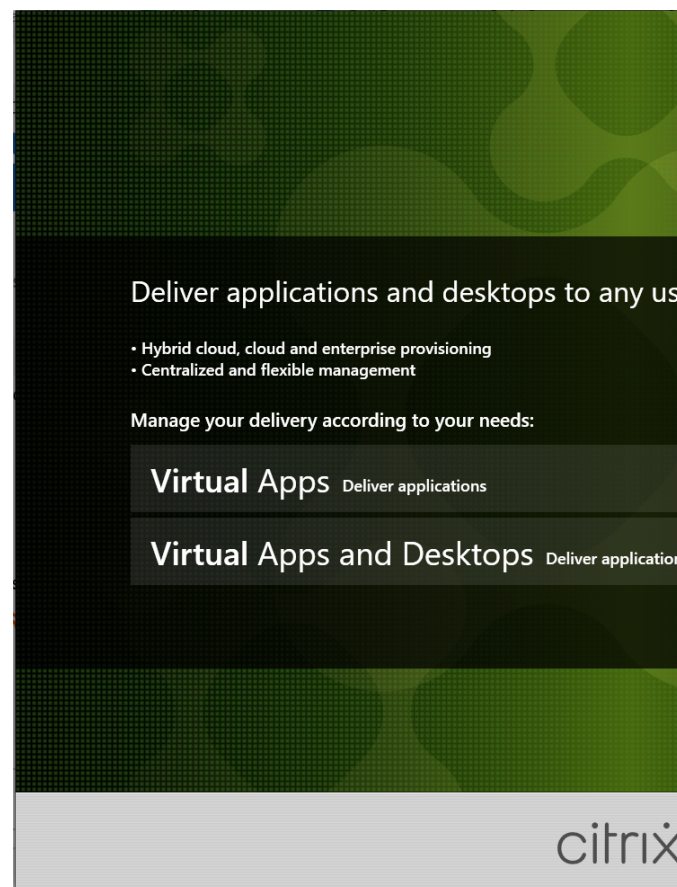 Deliver applications and desktops to any us
• Hybrid cloud, cloud and enterprise provisioning
• Centralized and flexible management
Manage your delivery according to your needs:
Virtual Apps Deliver applications
Virtual Apps and Desktops Deliver application
citrix